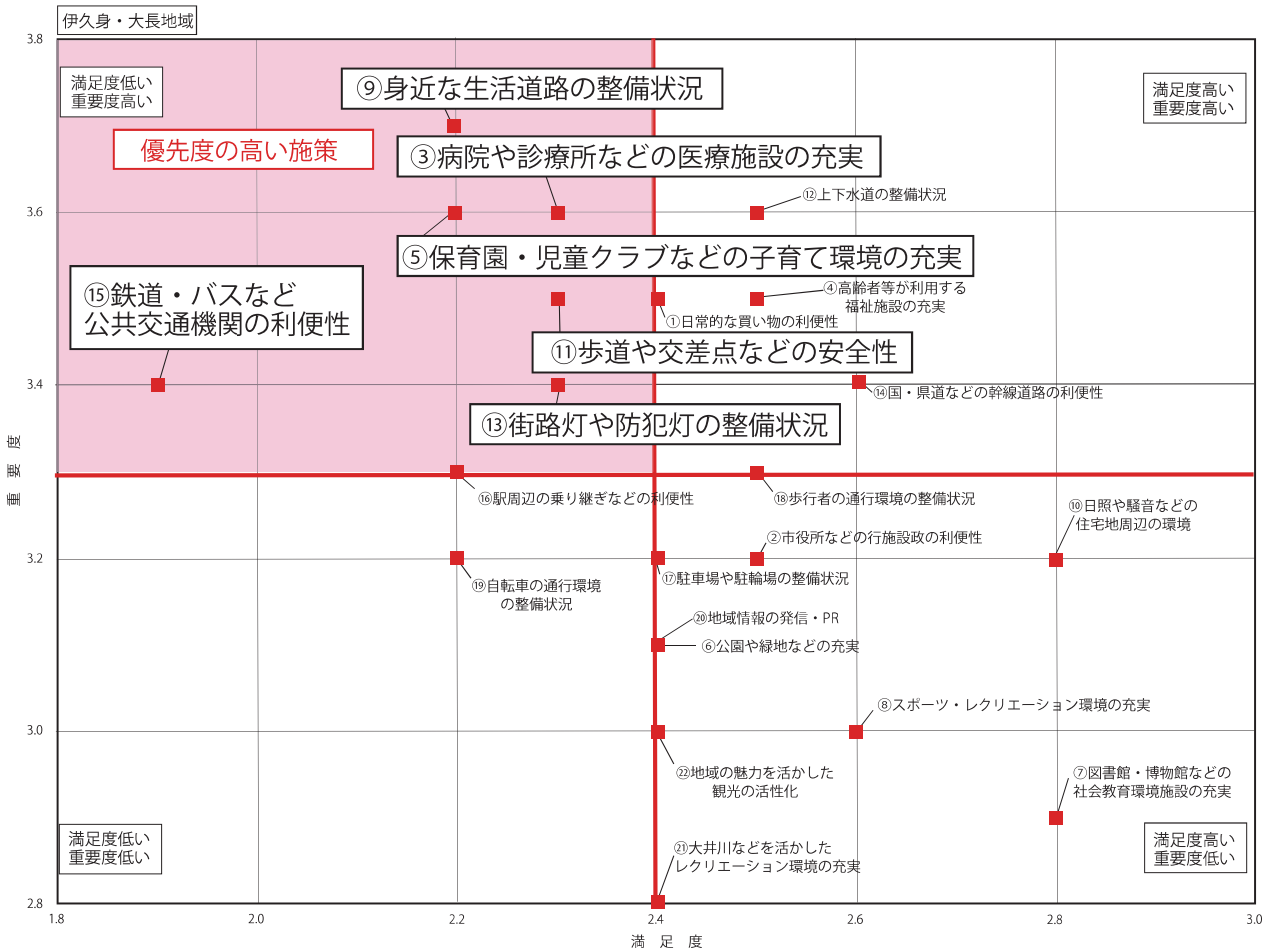 伊久身・大長地域
3.8
満足度低い
重要度高い
⑨身近な生活道路の整備状況
満足度高い
重要度高い
優先度の高い施策
③病院や診療所などの医療施設の充実
⑫上下水道の整備状況
3.6
⑤保育園・児童クラブなどの子育て環境の充実
⑮鉄道・バスなど
公共交通機関の利便性
④高齢者等が利用する
福祉施設の充実
①日常的な買い物の利便性
⑪歩道や交差点などの安全性
3.4
⑭国・県道などの幹線道路の利便性
⑬街路灯や防犯灯の整備状況
重要度
⑯駅周辺の乗り継ぎなどの利便性
⑱歩行者の通行環境の整備状況
⑩日照や騒音などの
住宅地周辺の環境
②市役所などの行施設政の利便性
3.2
⑰駐車場や駐輪場の整備状況
⑲自転車の通行環境
の整備状況
⑳地域情報の発信・PR
⑥公園や緑地などの充実
⑧スポーツ・レクリエーション環境の充実
3.0
㉒地域の魅力を活かした
観光の活性化
⑦図書館・博物館などの
社会教育環境施設の充実
満足度低い
重要度低い
㉑大井川などを活かした
レクリエーション環境の充実
満足度高い
重要度低い
2.8
1.8 2.0 2.2 2.4 2.6 2.8 3.0
満足度